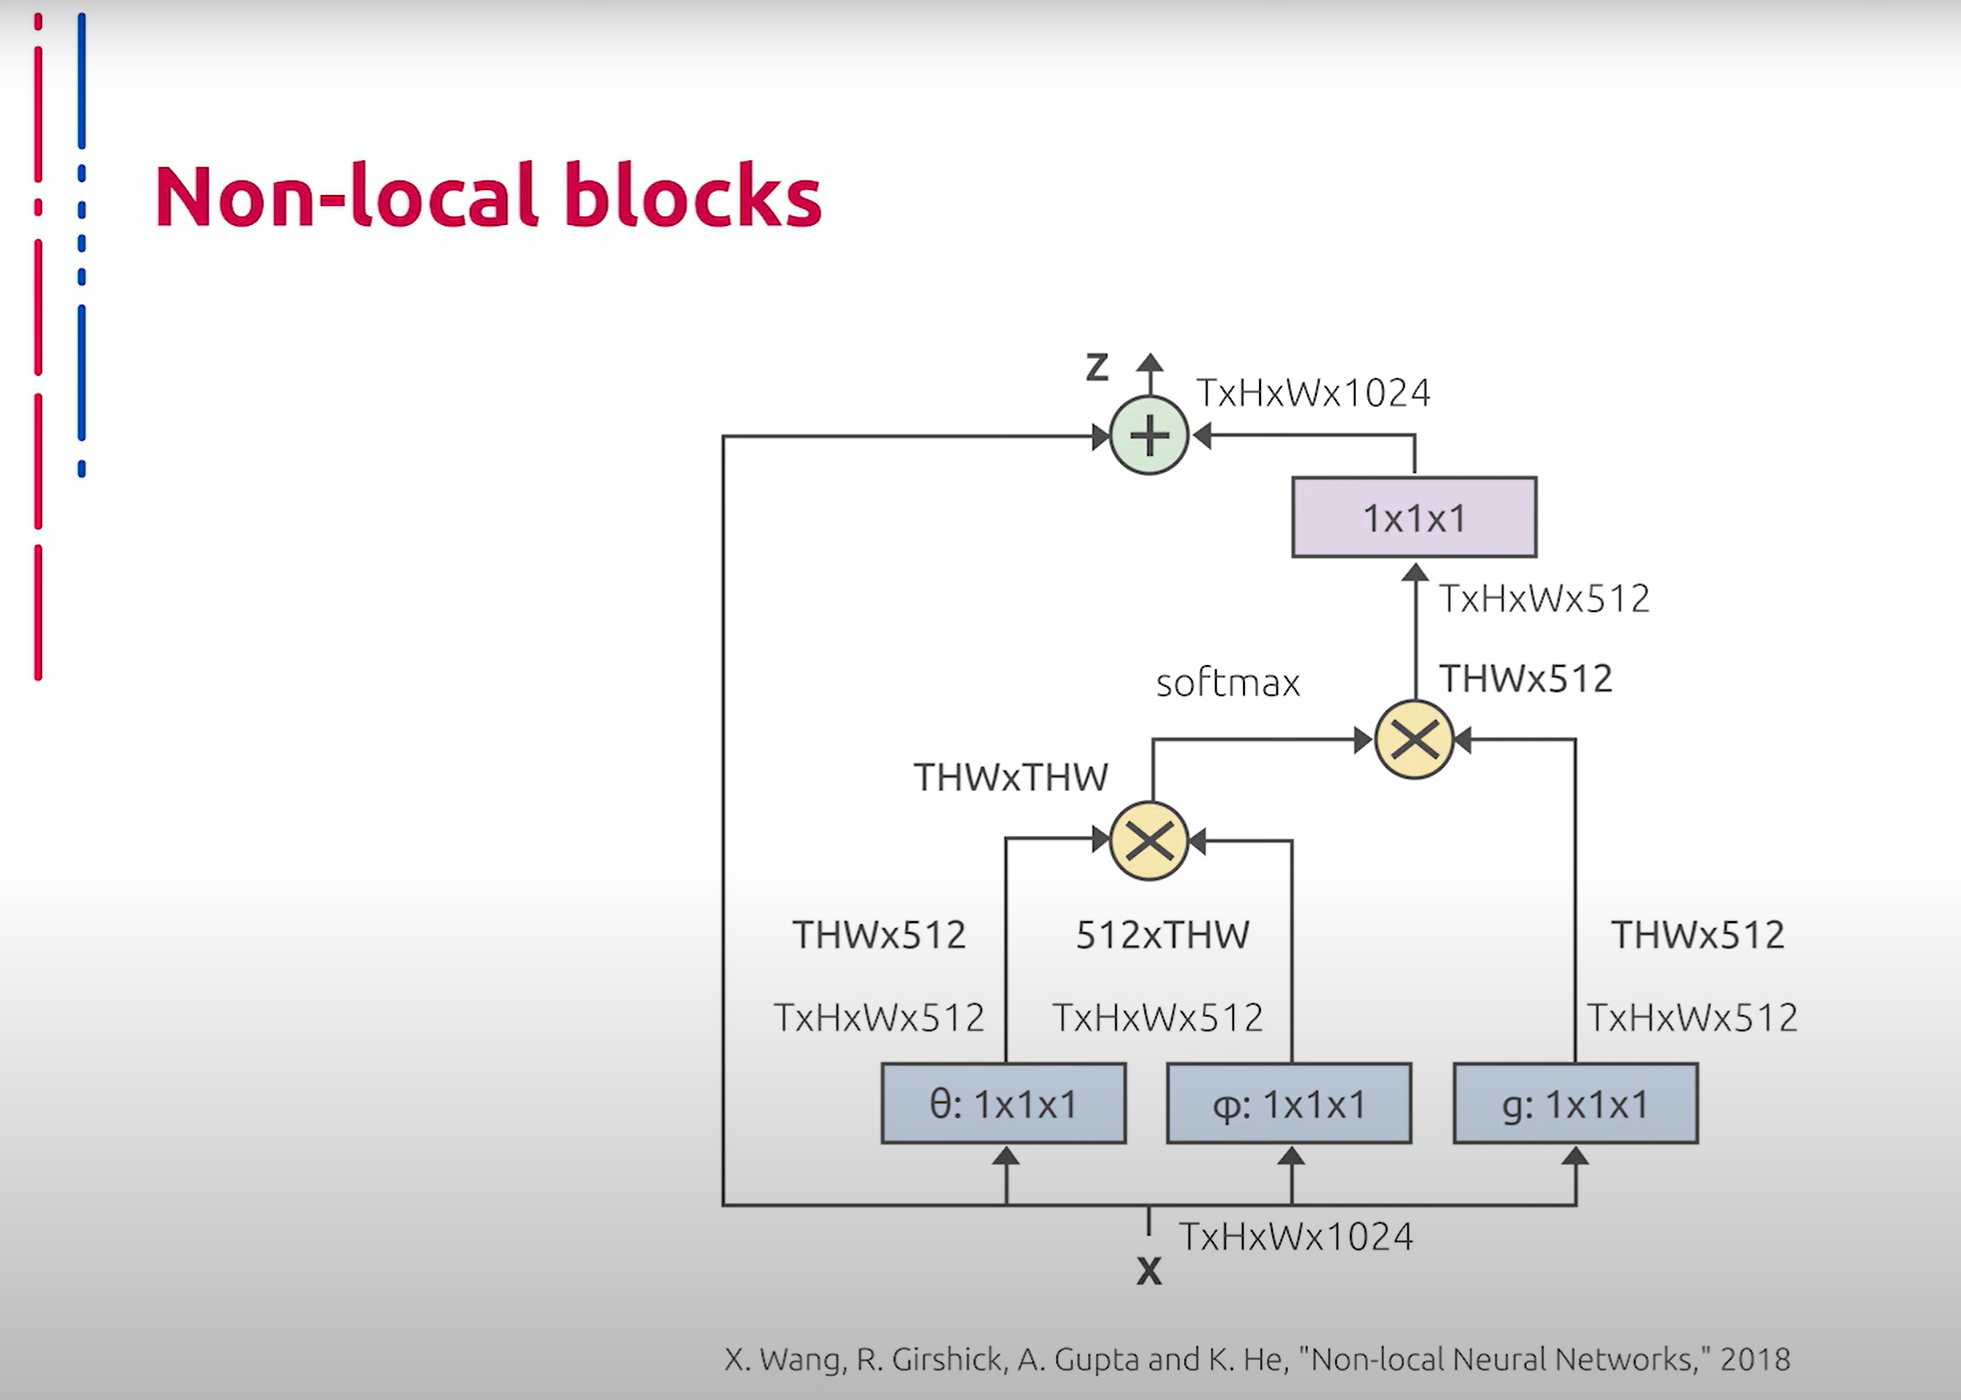 Non-local blocks
z
TxHxWx1024
+
1x1x1
TxHxWx512
softmax
THWx512
THWxTHW
THWx512
512xTHW
THWx512
TxHxWx512
TxHxWx512
TxHxWx512
θ: 1x1x1
φ: 1x1x1
g: 1x1x1
TxHxWx1024
x
X. Wang, R. Girshick, A. Gupta and K. He, "Non-local Neural Networks," 2018